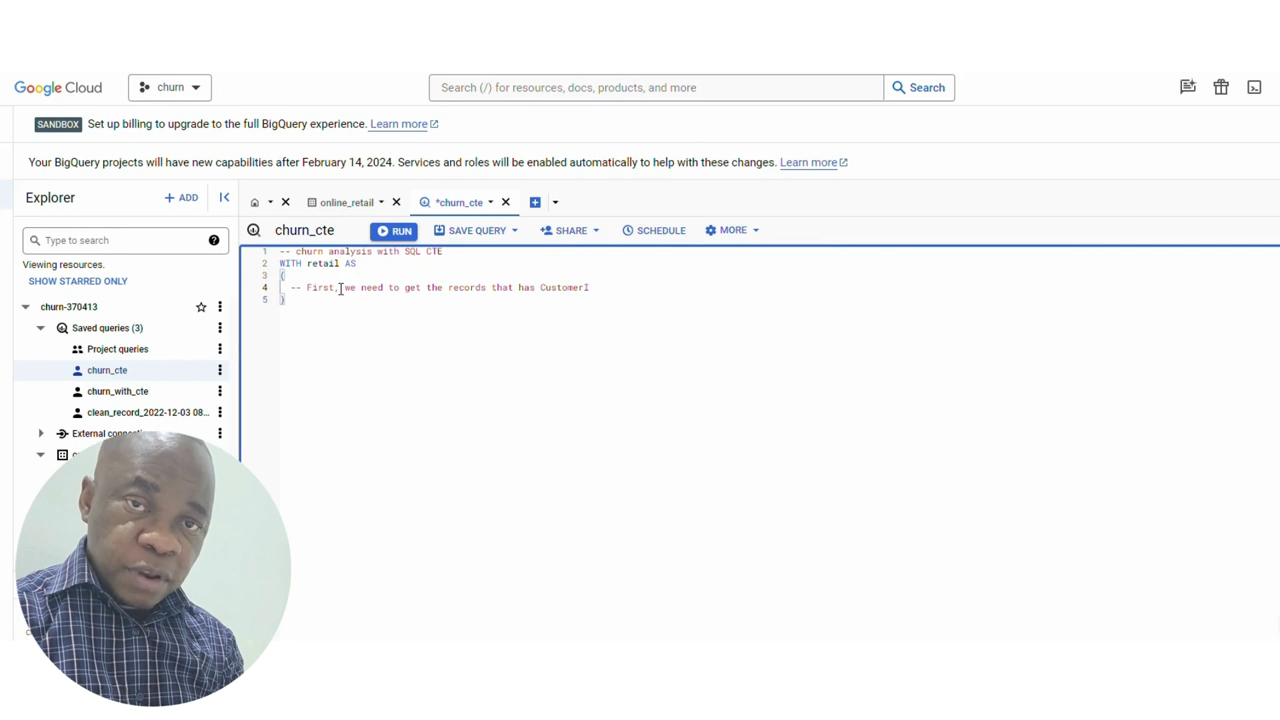 Google Cloud
churn
Search (/) for resources, docs, products, and more
Search
SANDBOX Set up billing to upgrade to the full BigQuery experience. Learn more
Your BigQuery projects will have new capabilities after February 14, 2024. Services and roles will be enabled automatically to help with these changes. Learn more
Explorer
+ ADD
Type to search
Viewing resources.
SHOW STARRED ONLY
churn-370413
Saved queries (3)
Project queries
churn_cte
churn_with_cte
clean_record_2022-12-03 08...
online_retail
*churn_cte
churn_cte
RUN
SAVE QUERY
SHARE
SCHEDULE
MORE
1 -- churn analysis with SQL CTE
2 WITH retail AS
3 (
4 -- First, we need to get the records that has CustomerI
5 )